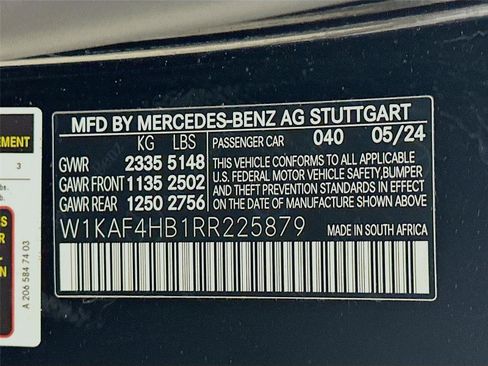 MFD BY MERCEDES-BENZ AG STUTTGART
KG LBS PASSENGER CAR 040 05/24
GVWR 2335 5148
GAWR FRONT 1135 2502
GAWR REAR 1250 2756
THIS VEHICLE CONFORMS TO ALL APPLICABLE
U.S. FEDERAL MOTOR VEHICLE SAFETY,BUMPER
AND THEFT PREVENTION STANDARDS IN EFFECT
ON THE DATE OF MANUFACTURE SHOWN ABOVE.
W1KAF4HB1RR225879 MADE IN SOUTH AFRICA
EMENT
3
S
R
-
A 206 584 74 03